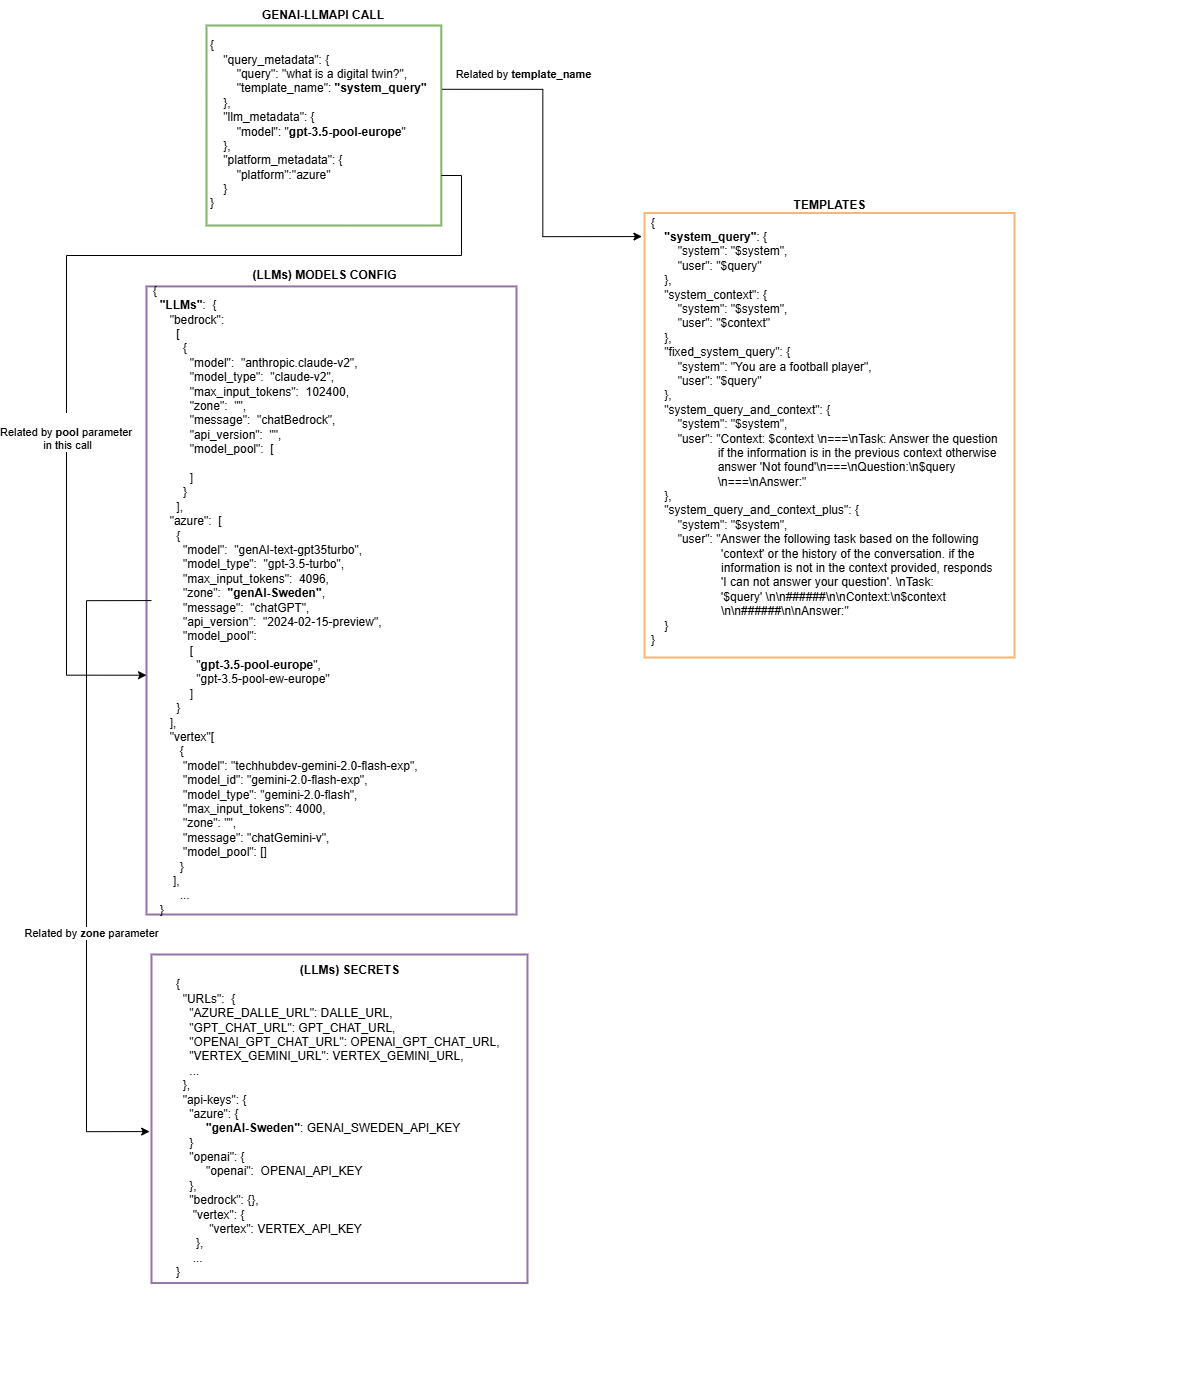 GENAI-LLMAPI CALL
{
"query_metadata": {
"query": "what is a digital twin?",
"template_name": "system_query"
},
"llm_metadata": {
"model": "gpt-3.5-pool-europe"
},
"platform_metadata": {
"platform":"azure"
}
}
Related by template_name
TEMPLATES
{
"system_query": {
"system": "$system",
"user": "$query"
},
"system_context": {
"system": "$system",
"user": "$context"
},
"fixed_system_query": {
"system": "You are a football player",
"user": "$query"
},
"system_query_and_context": {
"system": "$system",
"user": "Context: $context \n===\nTask: Answer the question
if the information is in the previous context otherwise
answer 'Not found'\n===\nQuestion:\n$query
\n===\nAnswer:"
},
"system_query_and_context_plus": {
"system": "$system",
"user": "Answer the following task based on the following
'context' or the history of the conversation. if the
information is not in the context provided, responds
'I can not answer your question'. \nTask:
'$query' \n\n######\n\nContext:\n$context
\n\n######\n\nAnswer:"
}
}
(LLMs) MODELS CONFIG
{
"LLMs": {
"bedrock":
[
{
"model": "anthropic.claude-v2",
"model_type": "claude-v2",
"max_input_tokens": 102400,
"zone": "",
"message": "chatBedrock",
"api_version": "",
"model_pool": [
]
}
],
"azure": [
{
"model": "genAI-text-gpt35turbo",
"model_type": "gpt-3.5-turbo",
"max_input_tokens": 4096,
"zone": "genAI-Sweden",
"message": "chatGPT",
"api_version": "2024-02-15-preview",
"model_pool":
[
"gpt-3.5-pool-europe",
"gpt-3.5-pool-ew-europe"
]
}
],
"vertex"[
{
"model": "techhubdev-gemini-2.0-flash-exp",
"model_id": "gemini-2.0-flash-exp",
"model_type": "gemini-2.0-flash",
"max_input_tokens": 4000,
"zone": "",
"message": "chatGemini-v",
"model_pool": []
}
],
...
}
Related by pool parameter
in this call
Related by zone parameter
(LLMs) SECRETS
{
"URLs": {
"AZURE_DALLE_URL": DALLE_URL,
"GPT_CHAT_URL": GPT_CHAT_URL,
"OPENAI_GPT_CHAT_URL": OPENAI_GPT_CHAT_URL,
"VERTEX_GEMINI_URL": VERTEX_GEMINI_URL,
...
},
"api-keys": {
"azure": {
"genAI-Sweden": GENAI_SWEDEN_API_KEY
}
"openai": {
"openai": OPENAI_API_KEY
},
"bedrock": {},
"vertex": {
"vertex": VERTEX_API_KEY
},
...
}